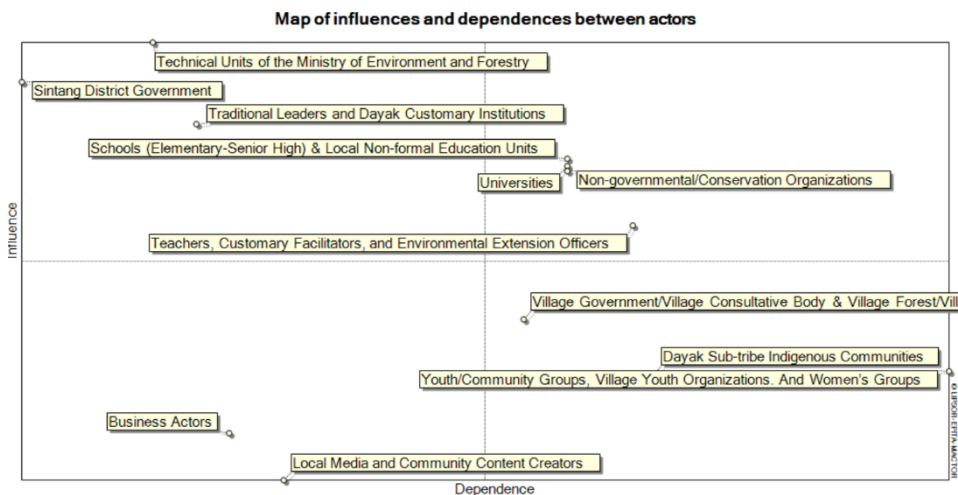 Map of influences and dependences between actors
Technical Units of the Ministry of Environment and Forestry
Sintang District Government
Traditional Leaders and Dayak Customary Institutions
Schools (Elementary-Senior High) & Local Non-formal Education Units
Universities
Non-governmental/Conservation Organizations
Influence
Teachers, Customary Facilitators, and Environmental Extension Officers
Village Government/Village Consultative Body & Village Forest/Vil
Dayak Sub-tribe Indigenous Communities
Youth/Community Groups, Village Youth Organizations. And Women's Groups
© LIPSOR-EPITA-MACTOR
Business Actors
Local Media and Community Content Creators
Dependence